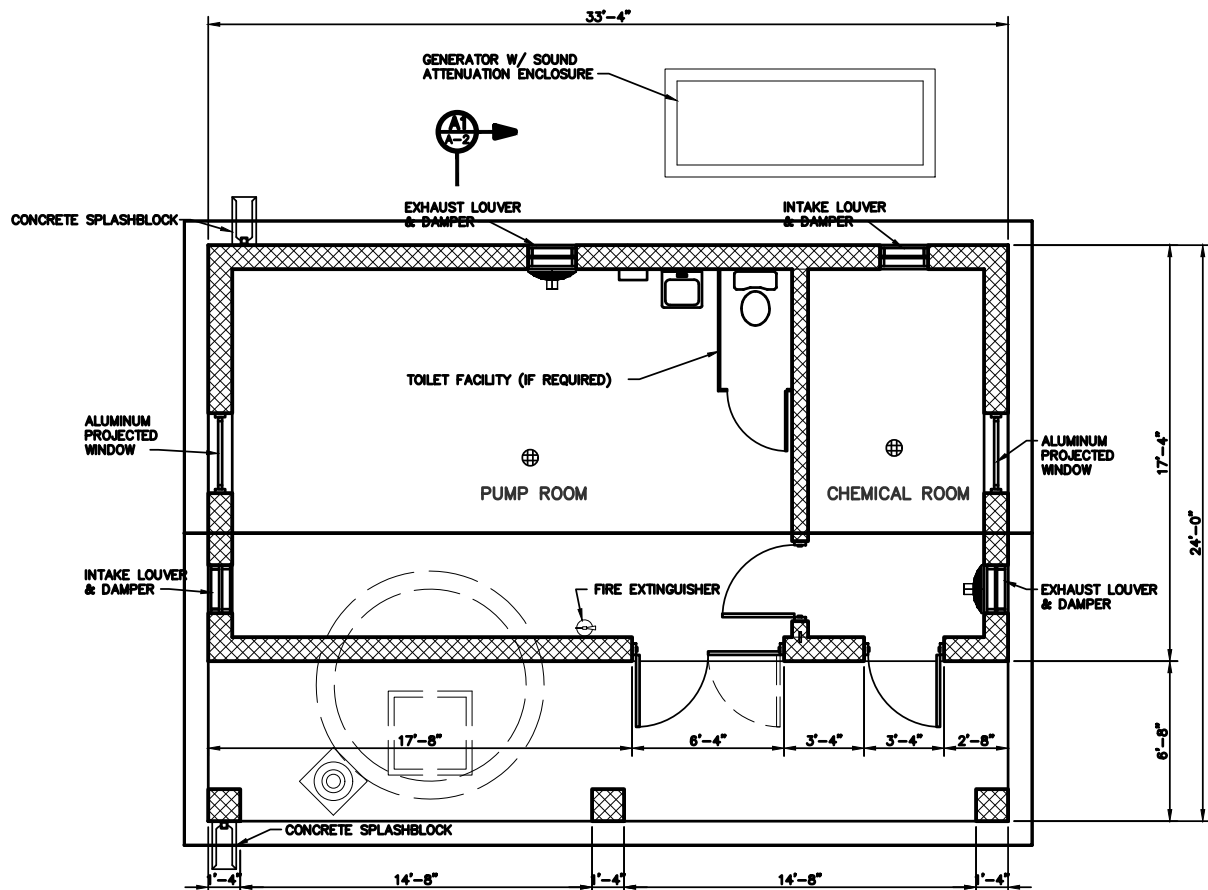 33'-4"
GENERATOR W/ SOUND
ATTENUATION ENCLOSURE
A1
A-2
CONCRETE SPLASHBLOCK
EXHAUST LOUVER
& DAMPER
INTAKE LOUVER
& DAMPER
TOILET FACILITY (IF REQUIRED)
ALUMINUM
PROJECTED
WINDOW
ALUMINUM
PROJECTED
WINDOW
PUMP ROOM
CHEMICAL ROOM
17'-4"
24'-0"
INTAKE LOUVER
& DAMPER
FIRE EXTINGUISHER
EXHAUST LOUVER
& DAMPER
17'-8"
6'-4"
3'-4"
3'-4"
2'-8"
6'-8"
CONCRETE SPLASHBLOCK
1'-4"
14'-8"
1'-4"
14'-8"
1'-4"